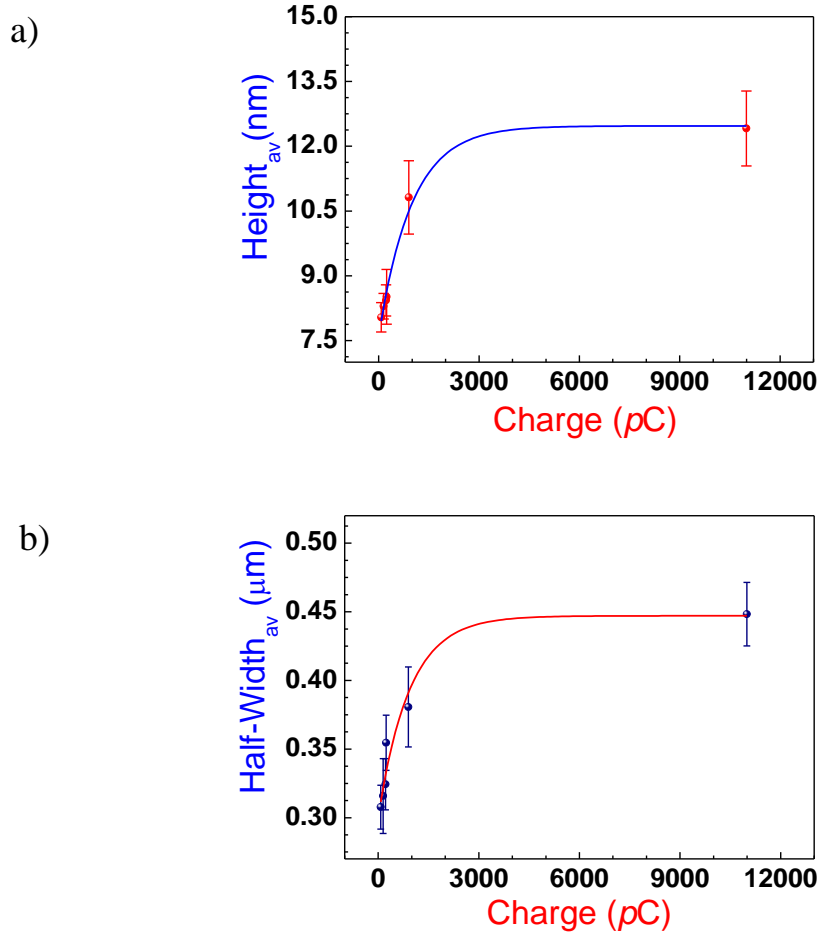 a)
15.0
13.5
12.0
10.5
9.0
7.5
Height_av(nm)
0 3000 6000 9000 12000
Charge (pC)
b)
0.50
0.45
0.40
0.35
0.30
Half-Width_av (μm)
0 3000 6000 9000 12000
Charge (pC)